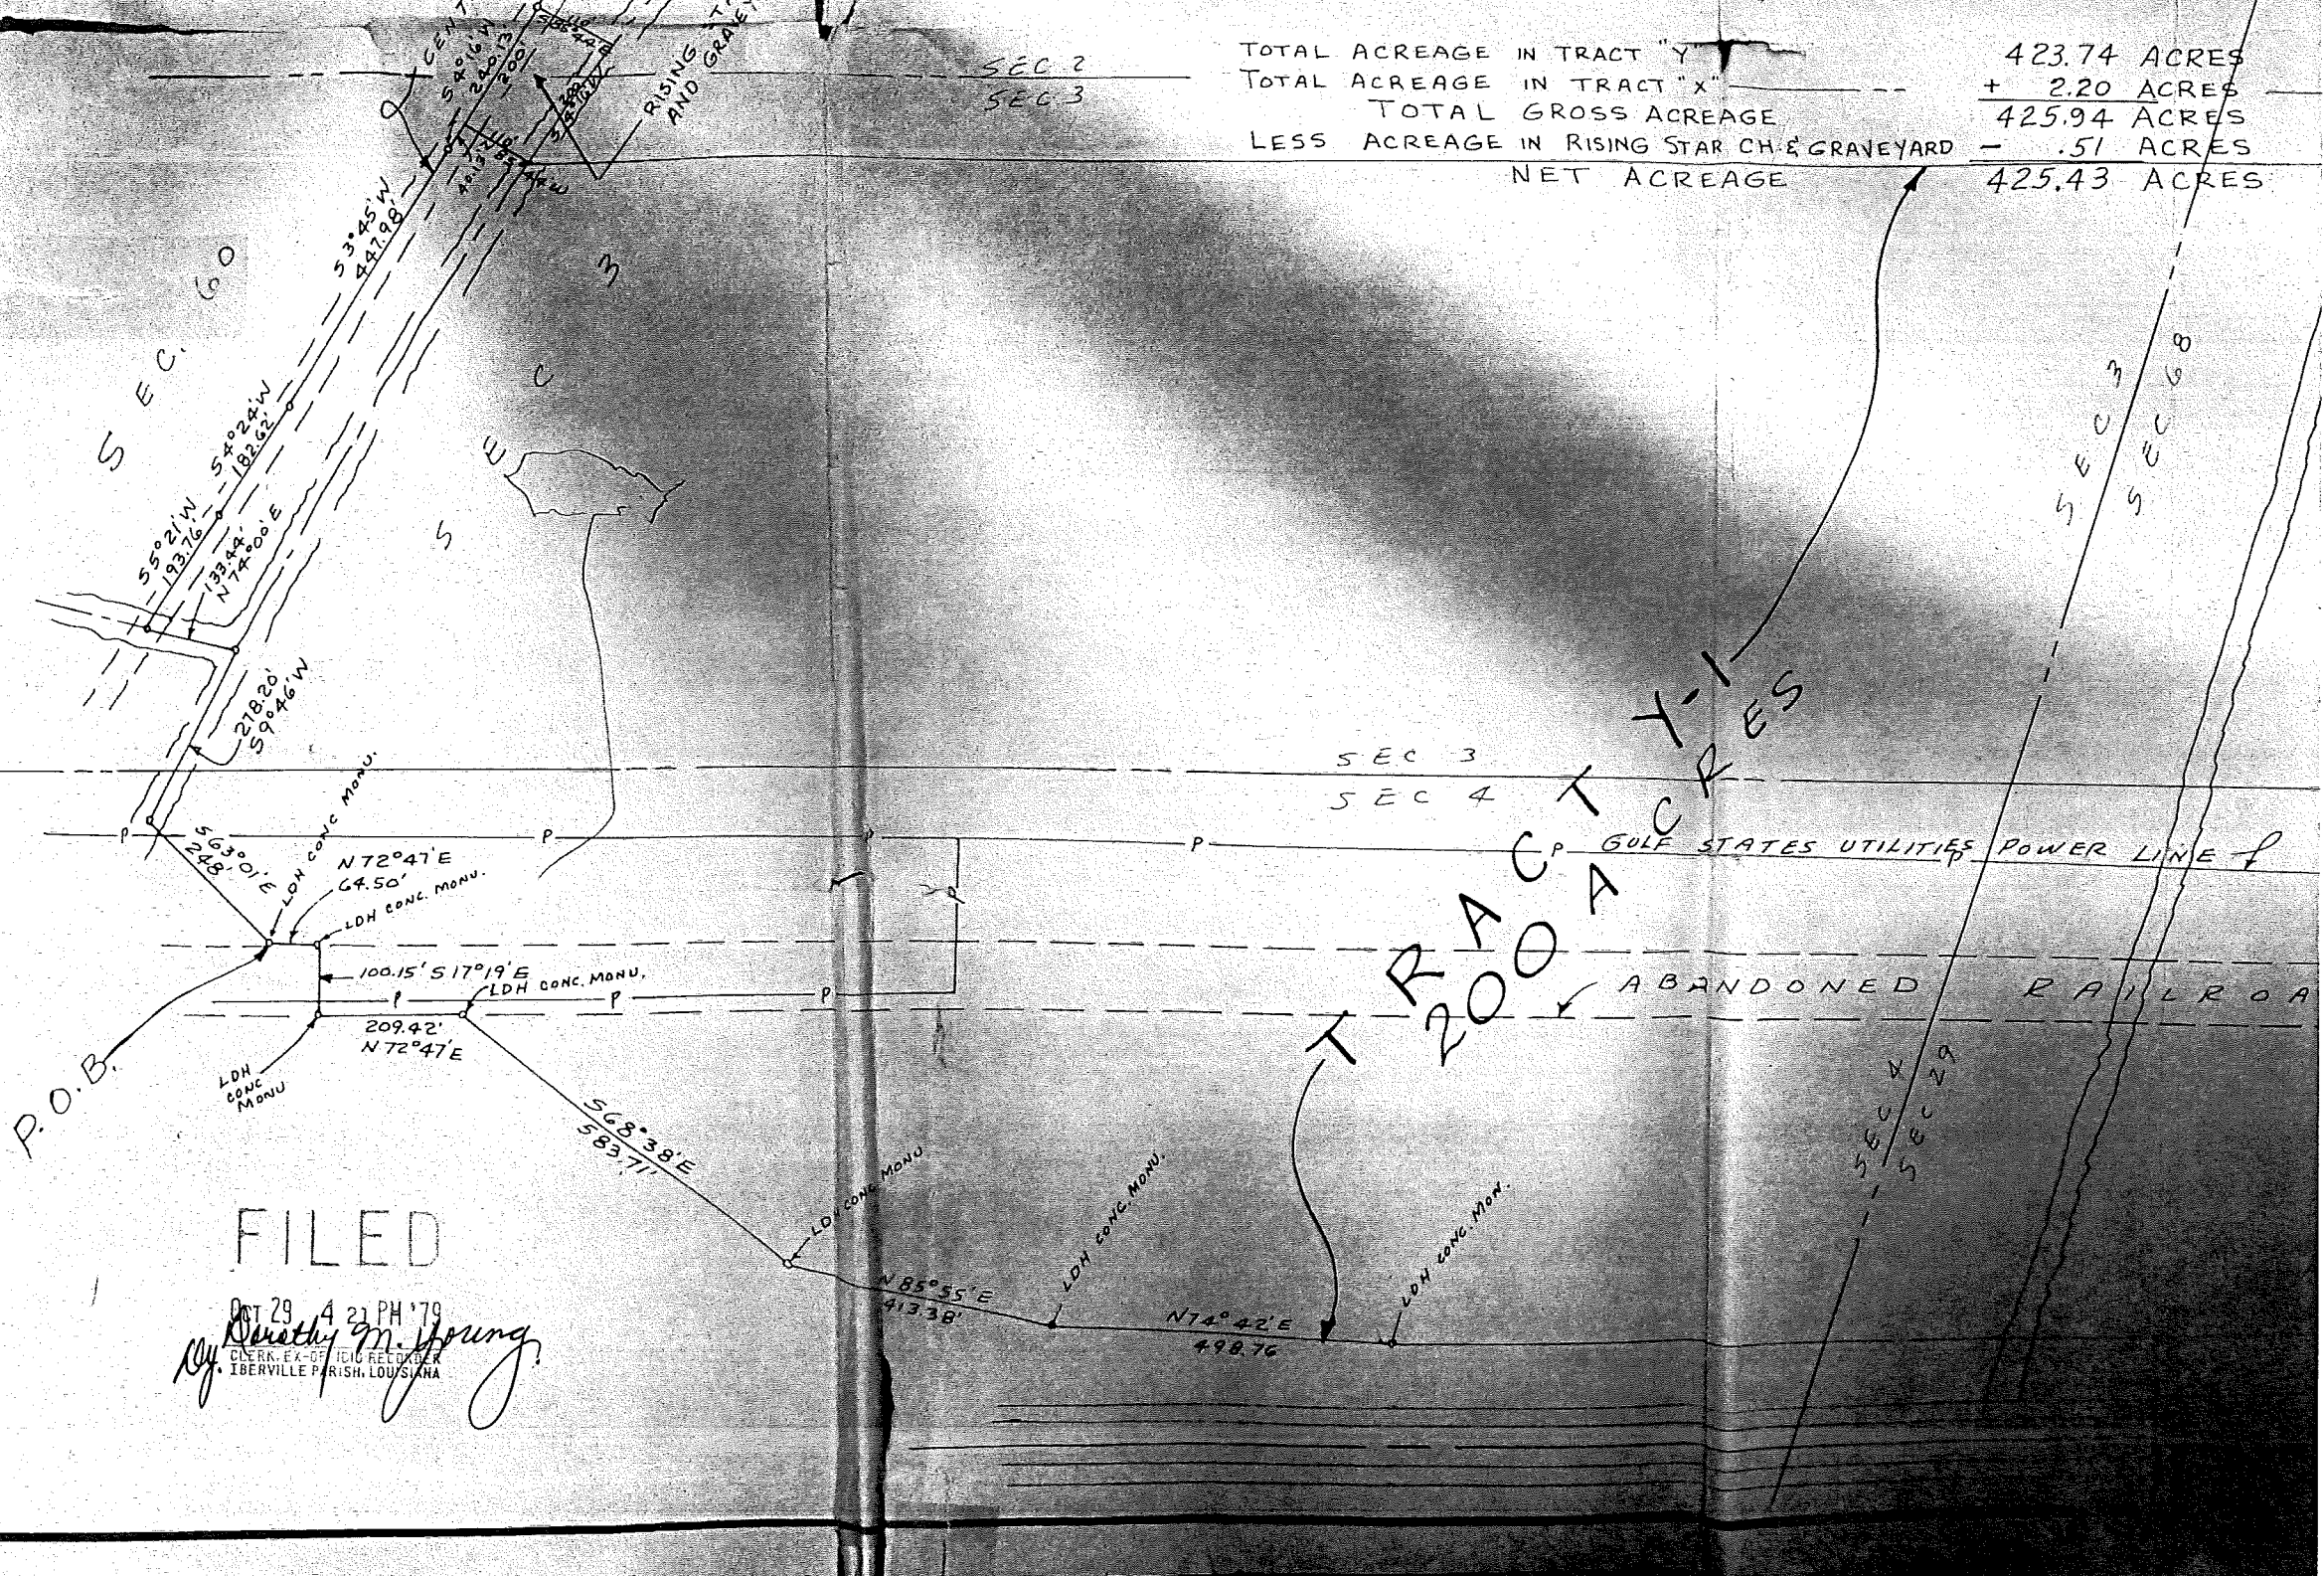 TOTAL ACREAGE IN TRACT "Y" 423.74 ACRES
TOTAL ACREAGE IN TRACT "X" + 2.20 ACRES
TOTAL GROSS ACREAGE 425.94 ACRES
LESS ACREAGE IN RISING STAR CH. & GRAVEYARD - .51 ACRES
NET ACREAGE 425.43 ACRES
SEC 2
SEC 3
RISING
AND
S4°16'W
240.13'
200'
S3°45'W
447.98'
SEC. 60
SEC 3
S4°24'W
182.62'
S5°21'W
193.76'
133.44'
N74°00'E
218.20'
S9°46'W
SEC 3
SEC 68
SEC 3
SEC 4
TRACT Y-1
200 ACRES
P P P P P P
GULF STATES UTILITIES POWER LINE
S63°01'E
248'
LDH CONC MONU.
N72°47'E
64.50'
LDH CONC. MONU.
100.15' S17°19'E
LDH CONC. MONU.
P P P
209.42'
N72°47'E
LDH
CONC
MONU
P.O.B.
ABANDONED RAILROA
SEC 4
SEC 29
S68°38'E
583.71'
LDH CONC. MONU
N85°55'E
413.38'
LDH CONC. MONU.
N74°42'E
498.76
LDH CONC. MON.
FILED
OCT 29 4 21 PH '79
Dy. Dorothy M. Young
CLERK, EX-OFFICIO RECORDER
IBERVILLE PARISH, LOUISIANA